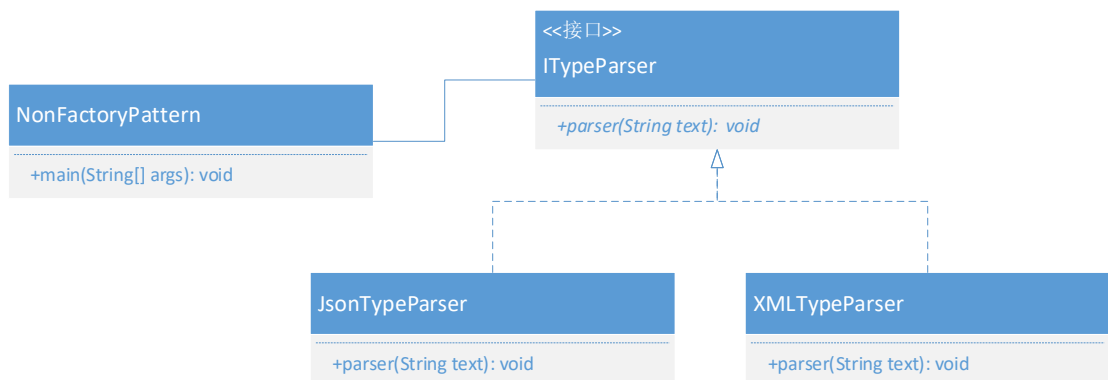 <<接口>>
ITypeParser
+parser(String text): void
NonFactoryPattern
+main(String[] args): void
JsonTypeParser
+parser(String text): void
XMLTypeParser
+parser(String text): void